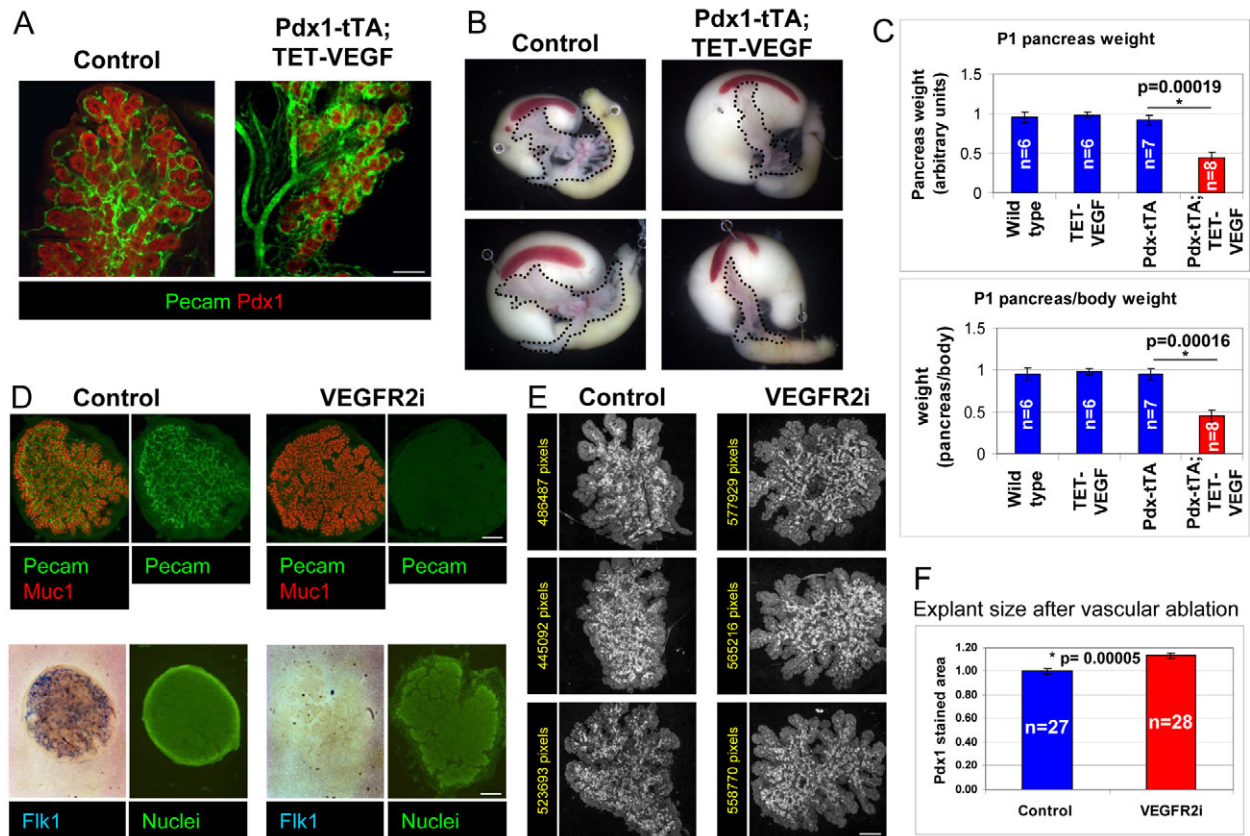 A
Control
Pdx1-tTA;
TET-VEGF
Pecam Pdx1
B
Control
Pdx1-tTA;
TET-VEGF
C
P1 pancreas weight
Pancreas weight
(arbitrary units)
1.5
1
0.5
0
p=0.00019
*
n=6
n=6
n=7
n=8
Wild
type
TET-
VEGF
Pdx-tTA
Pdx-tTA;
TET-
VEGF
P1 pancreas/body weight
weight
(pancreas/body)
1.5
1
0.5
0
p=0.00016
*
n=6
n=6
n=7
n=8
Wild
type
TET-
VEGF
Pdx-tTA
Pdx-tTA;
TET-
VEGF
D
Control
VEGFR2i
Pecam
Muc1
Pecam
Pecam
Muc1
Pecam
Flk1
Nuclei
Flk1
Nuclei
E
Control
VEGFR2i
486487 pixels
577929 pixels
445092 pixels
565216 pixels
523693 pixels
558770 pixels
F
Explant size after vascular ablation
Pdx1 stained area
1.20
1.00
0.80
0.60
0.40
0.20
0.00
* p= 0.00005
n=27
n=28
Control
VEGFR2i